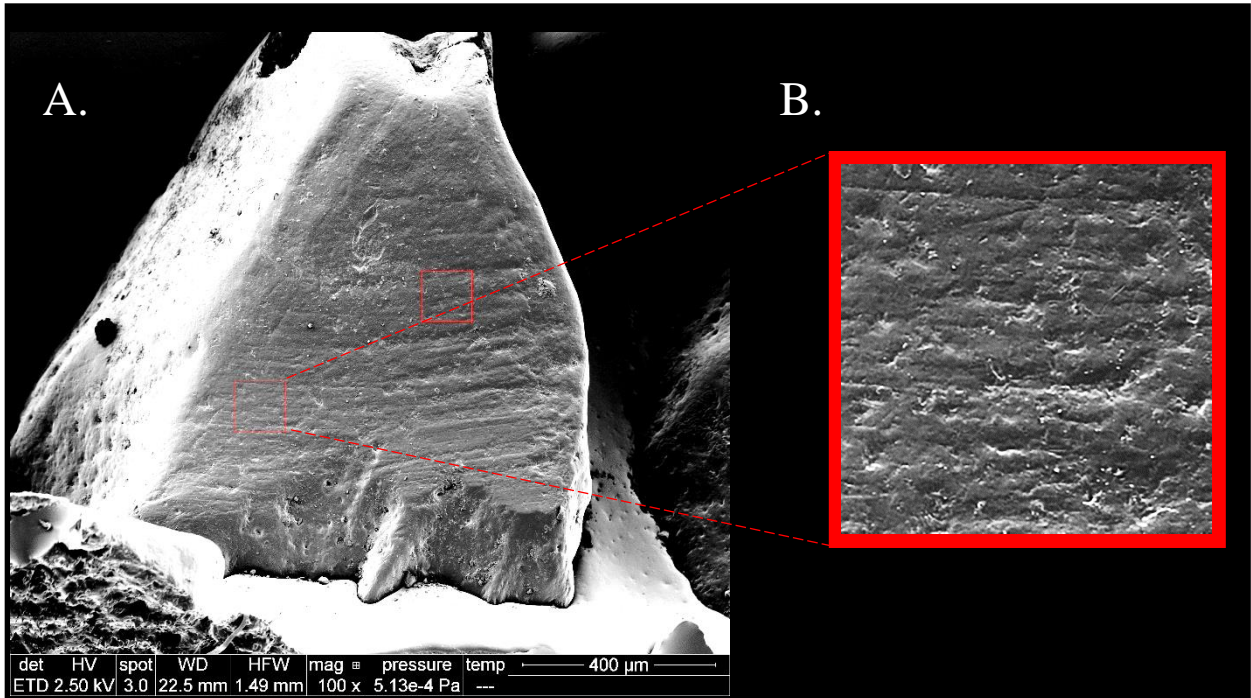 A.
B.
det HV spot WD HFW mag ⊞ pressure temp 400 µm
ETD 2.50 kV 3.0 22.5 mm 1.49 mm 100 x 5.13e-4 Pa ---